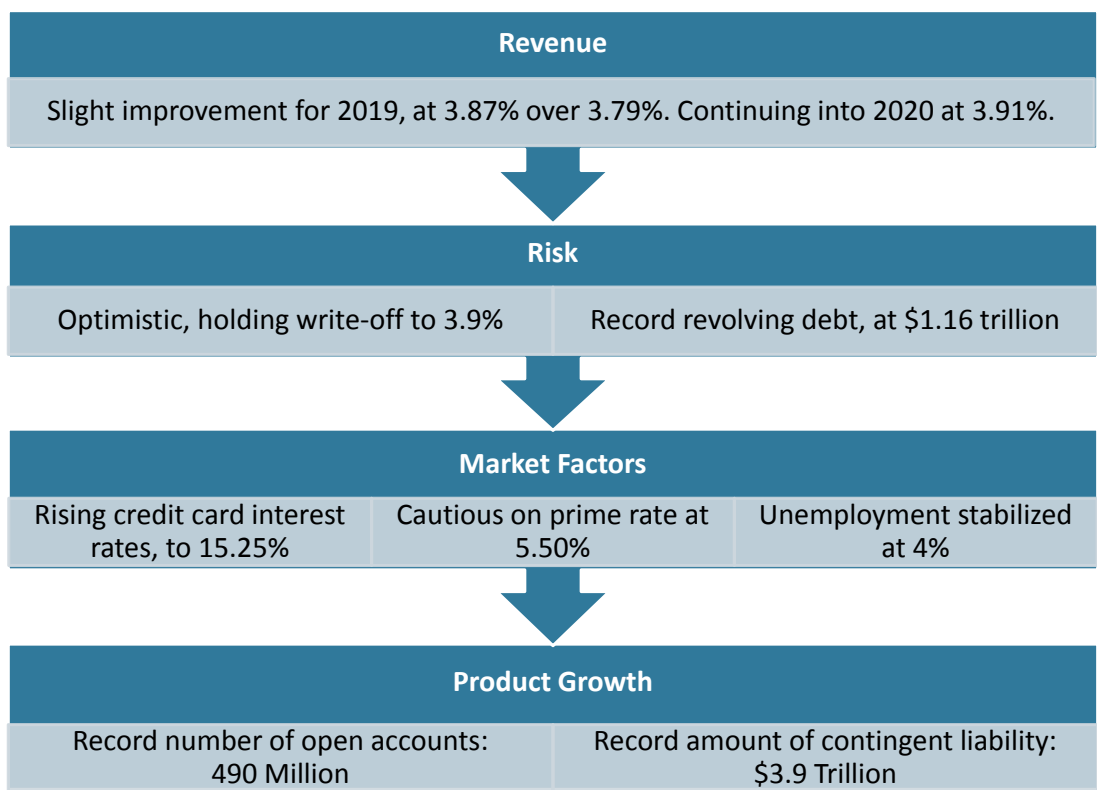 Revenue
Slight improvement for 2019, at 3.87% over 3.79%. Continuing into 2020 at 3.91%.
Risk
Optimistic, holding write-off to 3.9%
Record revolving debt, at $1.16 trillion
Market Factors
Rising credit card interest
rates, to 15.25%
Cautious on prime rate at
5.50%
Unemployment stabilized
at 4%
Product Growth
Record number of open accounts:
490 Million
Record amount of contingent liability:
$3.9 Trillion